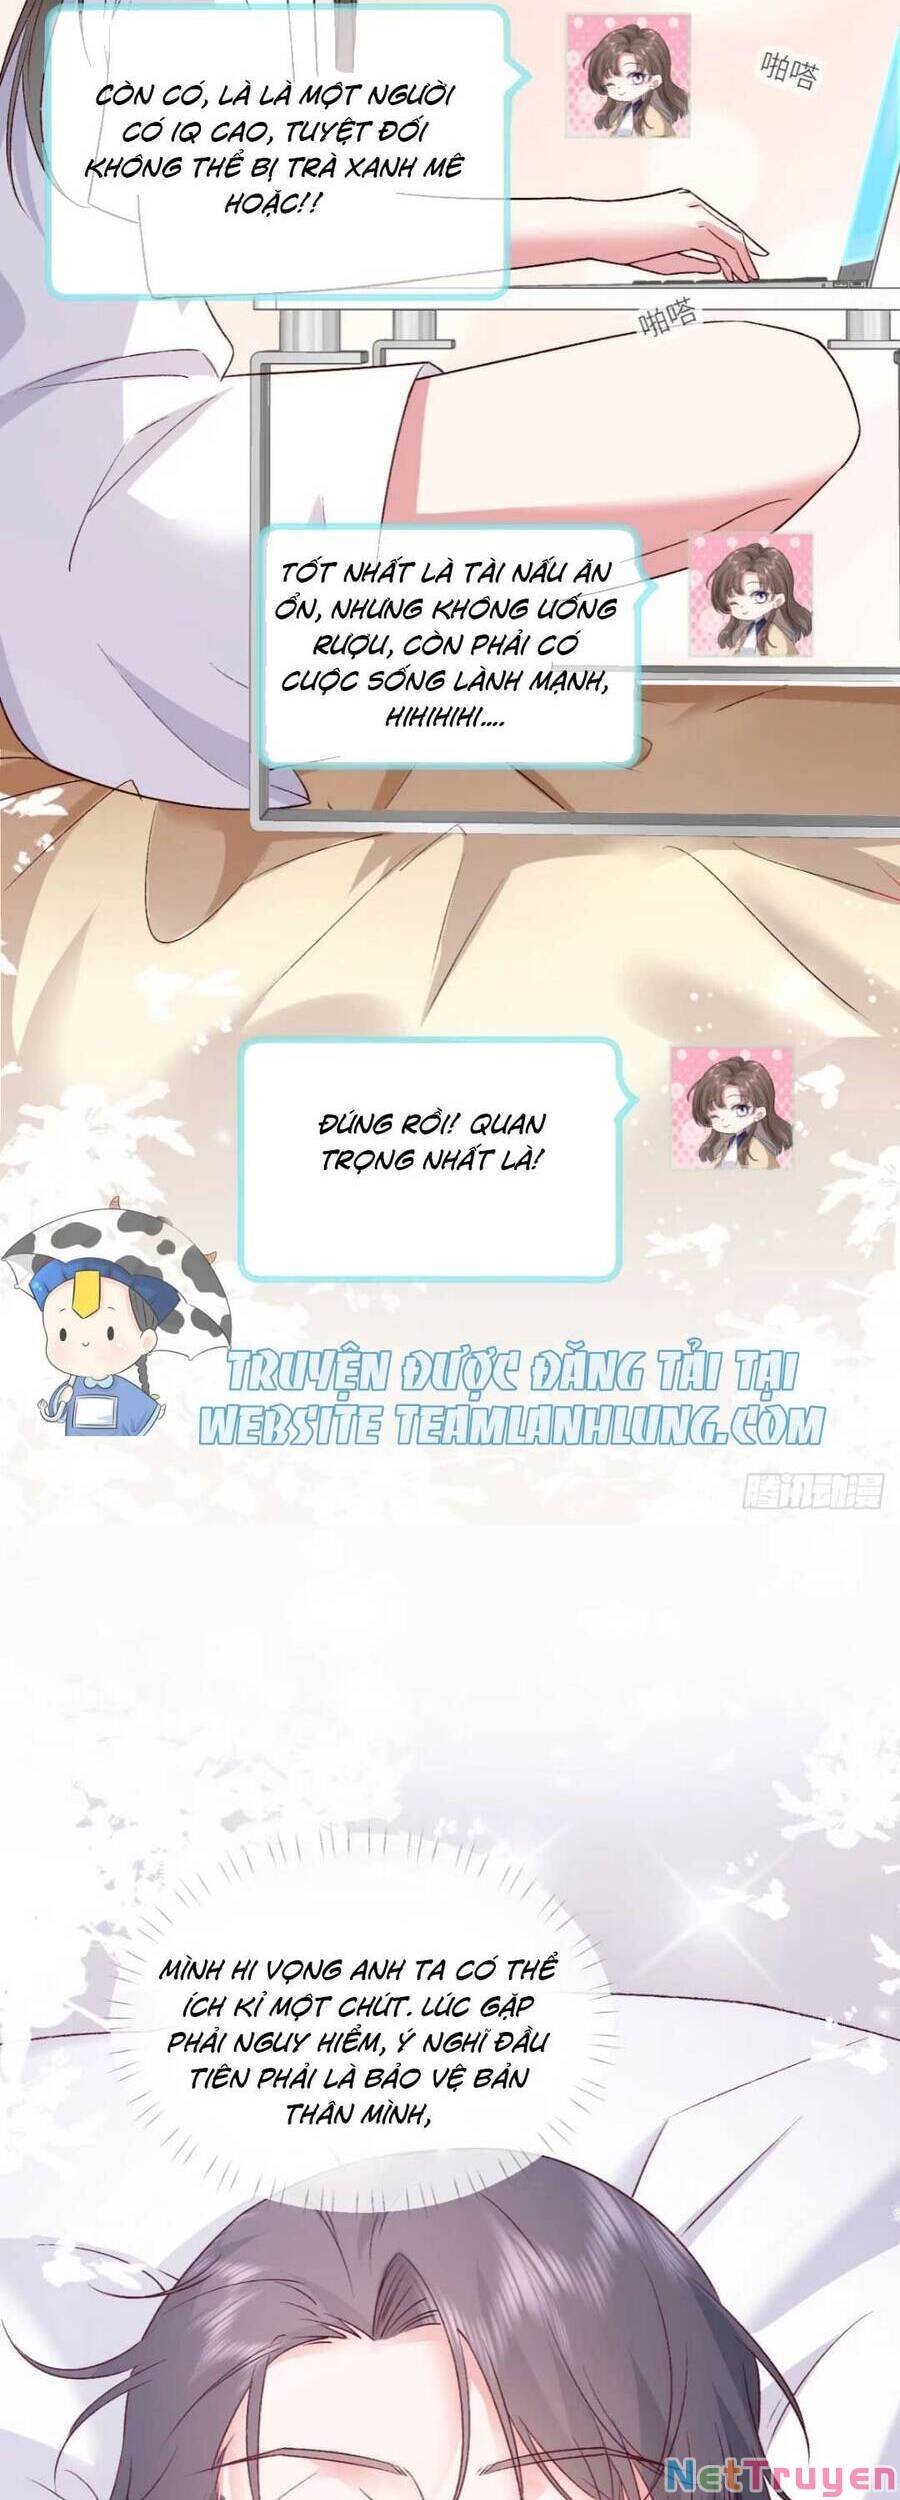 啪嗒
CÒN CÓ, LÀ LÀ MỘT NGƯỜI
CÓ IQ CAO, TUYỆT ĐỐI
KHÔNG THỂ BỊ TRÀ XANH MÊ
HOẶC!!
啪嗒
TỐT NHẤT LÀ TÀI NẤU ĂN
ỔN, NHƯNG KHÔNG UỐNG
RƯỢU, CÒN PHẢI CÓ
CUỘC SỐNG LÀNH MẠNH,
HIHIHIHI....
ĐÚNG RỒI! QUAN
TRỌNG NHẤT LÀ!
TRUYỆN ĐƯỢC ĐĂNG TẢI TẠI
WEBSITE TEAMLANHLUNG.COM
腾讯动漫
MÌNH HI VỌNG ANH TA CÓ THỂ
ÍCH KỈ MỘT CHÚT. LÚC GẶP
PHẢI NGUY HIỂM, Ý NGHĨ ĐẦU
TIÊN PHẢI LÀ BẢO VỆ BẢN
THÂN MÌNH,
NetTruyen